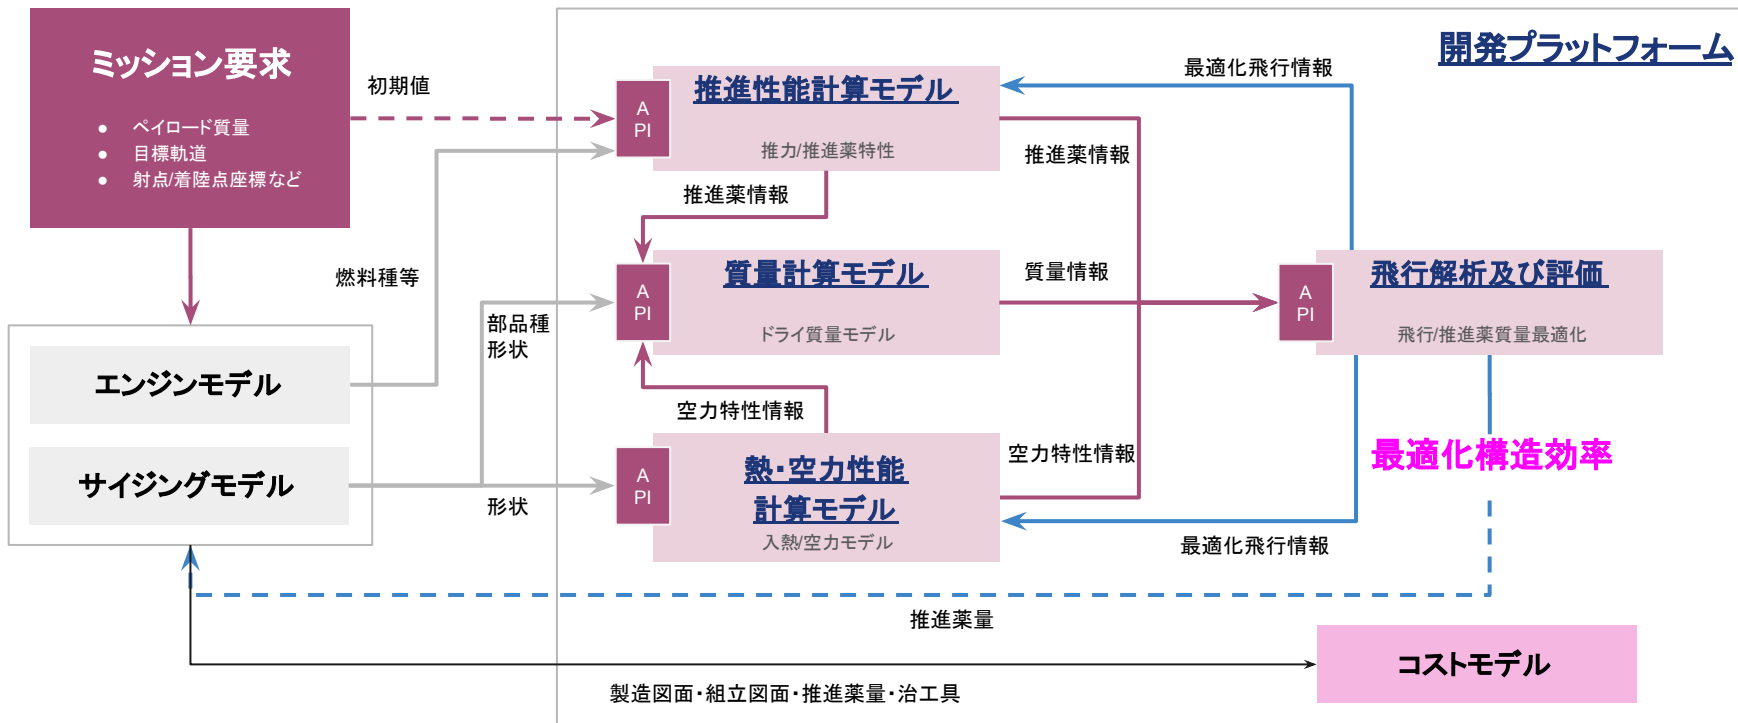 開発プラットフォーム
ミッション要求
● ペイロード質量
● 目標軌道
● 射点/着陸点座標など
初期値
A
PI
推進性能計算モデル
推力/推進薬特性
最適化飛行情報
推進薬情報
推進薬情報
燃料種等
A
PI
質量計算モデル
ドライ質量モデル
質量情報
A
PI
飛行解析及び評価
飛行/推進薬質量最適化
部品種
形状
エンジンモデル
サイジングモデル
空力特性情報
空力特性情報
最適化構造効率
形状
A
PI
熱・空力性能
計算モデル
入熱/空力モデル
最適化飛行情報
推進薬量
コストモデル
製造図面・組立図面・推進薬量・治工具